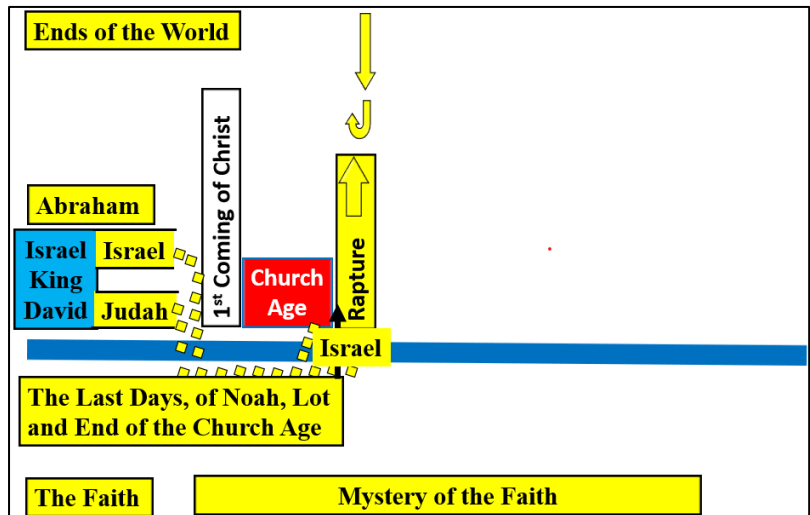 Ends of the World
1st Coming of Christ
Abraham
Israel
King
David
Israel
Judah
Church
Age
Rapture
Israel
The Last Days, of Noah, Lot
and End of the Church Age
The Faith
Mystery of the Faith